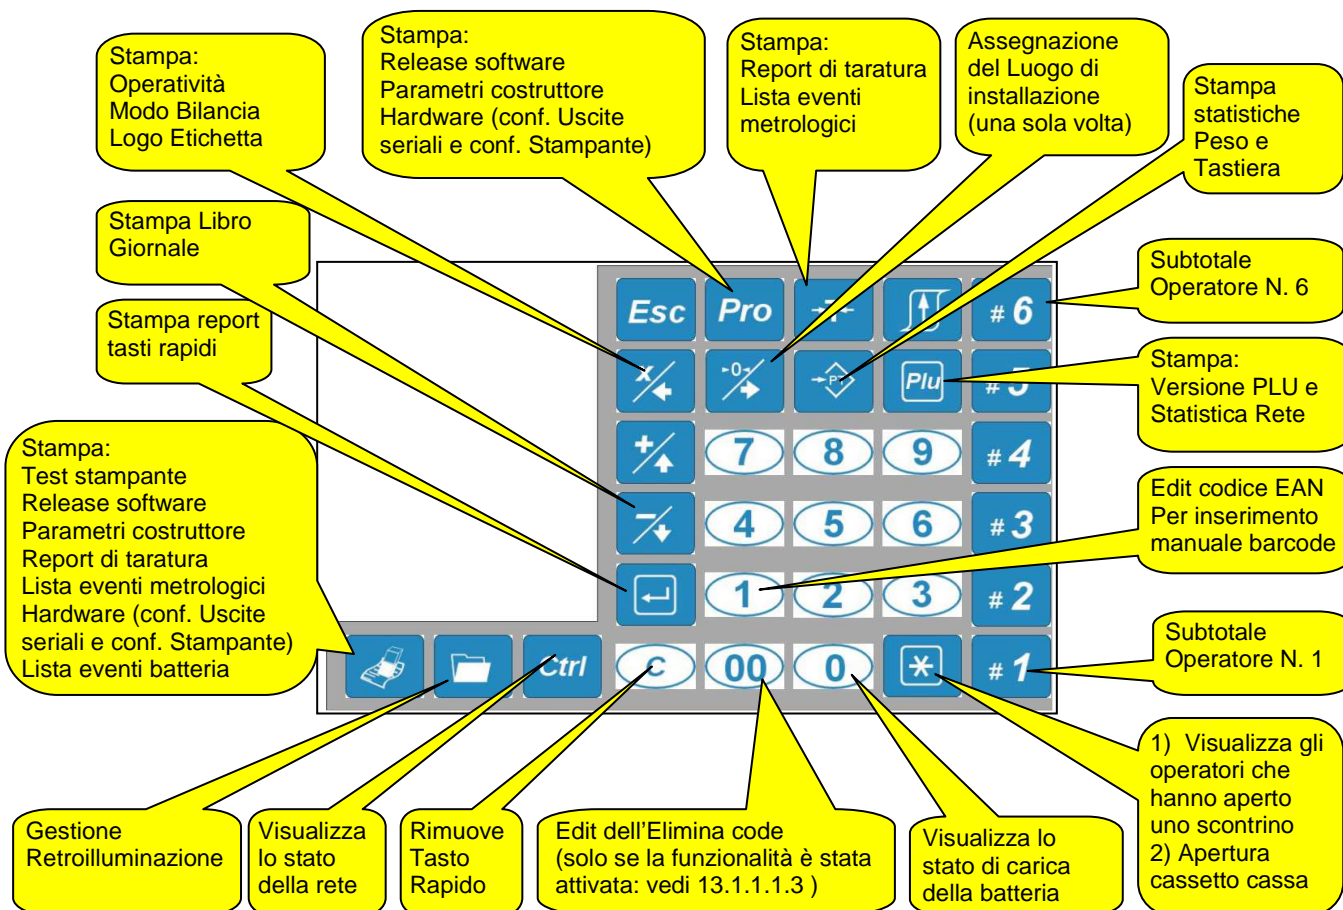 Stampa:
Operatività
Modo Bilancia
Logo Etichetta
Stampa:
Release software
Parametri costruttore
Hardware (conf. Uscite
seriali e conf. Stampante)
Stampa:
Report di taratura
Lista eventi
metrologici
Assegnazione
del Luogo di
installazione
(una sola volta)
Stampa
statistiche
Peso e
Tastiera
Stampa Libro
Giornale
Stampa report
tasti rapidi
Stampa:
Test stampante
Release software
Parametri costruttore
Report di taratura
Lista eventi metrologici
Hardware (conf. Uscite
seriali e conf. Stampante)
Lista eventi batteria
Esc Pro →T← #6
x ►0◄ →PT Plu #5
+ 7 8 9 #4
− 4 5 6 #3
1 2 3 #2
Ctrl C 00 0 * #1
Subtotale
Operatore N. 6
Stampa:
Versione PLU e
Statistica Rete
Edit codice EAN
Per inserimento
manuale barcode
Subtotale
Operatore N. 1
Gestione
Retroilluminazione
Visualizza
lo stato
della rete
Rimuove
Tasto
Rapido
Edit dell’Elimina code
(solo se la funzionalità è stata
attivata: vedi 13.1.1.1.3 )
Visualizza lo
stato di carica
della batteria
1) Visualizza gli
operatori che
hanno aperto
uno scontrino
2) Apertura
cassetto cassa